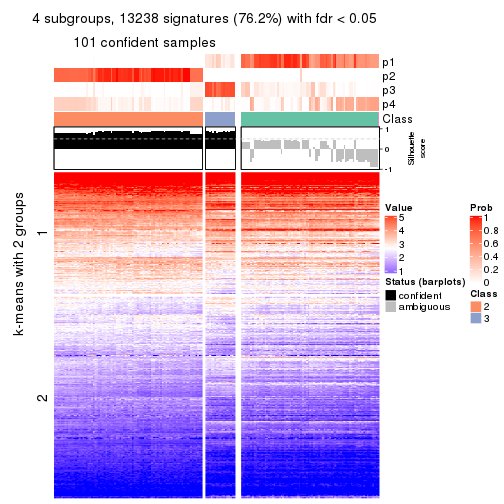 4 subgroups, 13238 signatures (76.2%) with fdr < 0.05
101 confident samples
p1
p2
p3
p4
Class
1
0
-1
Silhouette
score
k-means with 2 groups
1
2
Value
5
4
3
2
1
Status (barplots)
confident
ambiguous
Prob
1
0.8
0.6
0.4
0.2
0
Class
2
3